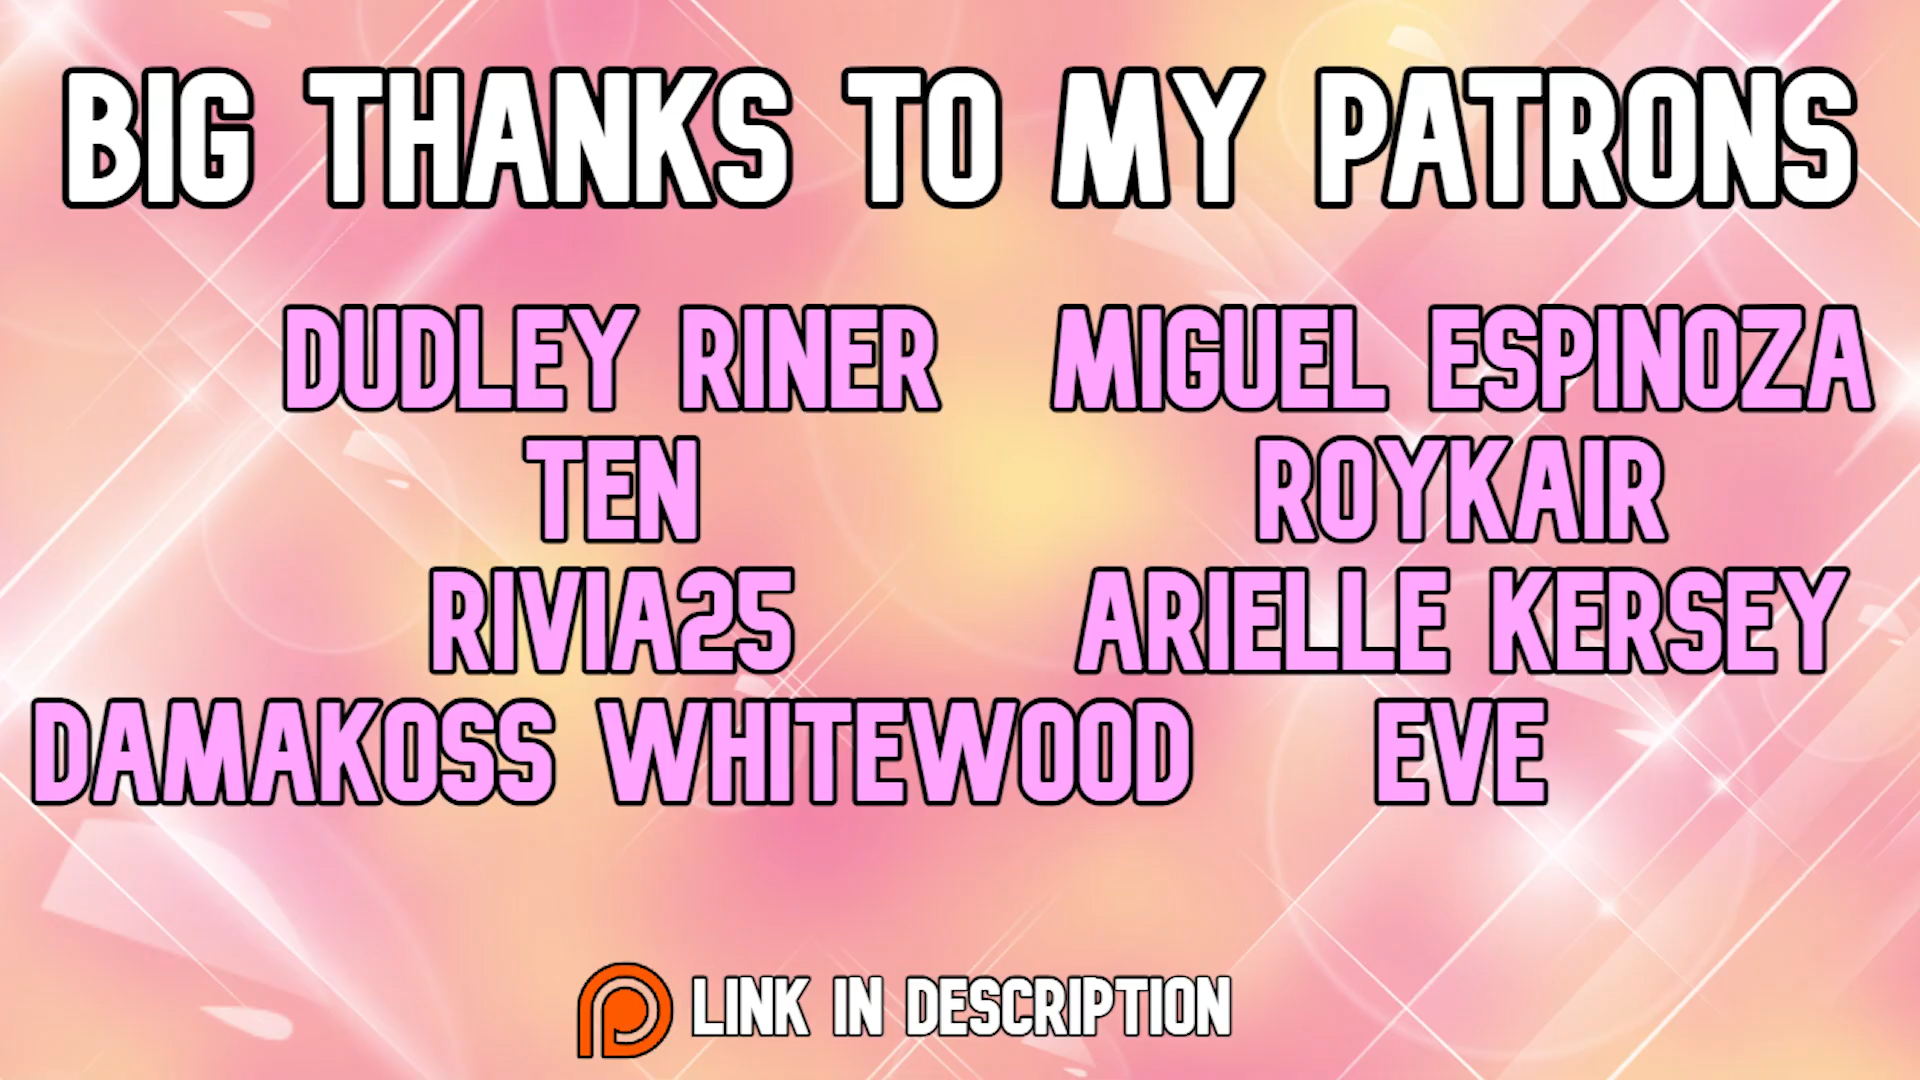 BIG THANKS TO MY PATRONS
DUDLEY RINER MIGUEL ESPINOZA
TEN ROYKAIR
RIVIA25 ARIELLE KERSEY
DAMAKOSS WHITEWOOD EVE
LINK IN DESCRIPTION